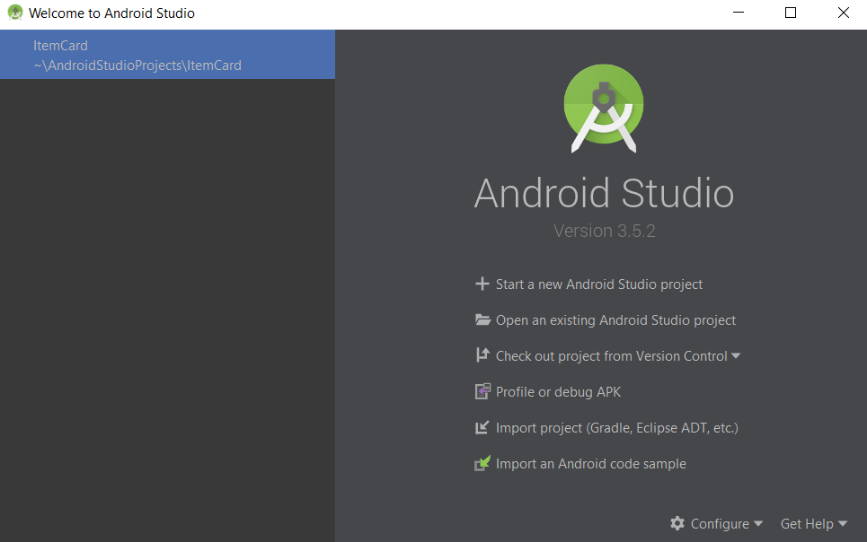 Welcome to Android Studio
ItemCard
~\AndroidStudioProjects\ItemCard
Android Studio
Version 3.5.2
Start a new Android Studio project
Open an existing Android Studio project
Check out project from Version Control
Profile or debug APK
Import project (Gradle, Eclipse ADT, etc.)
Import an Android code sample
Configure Get Help